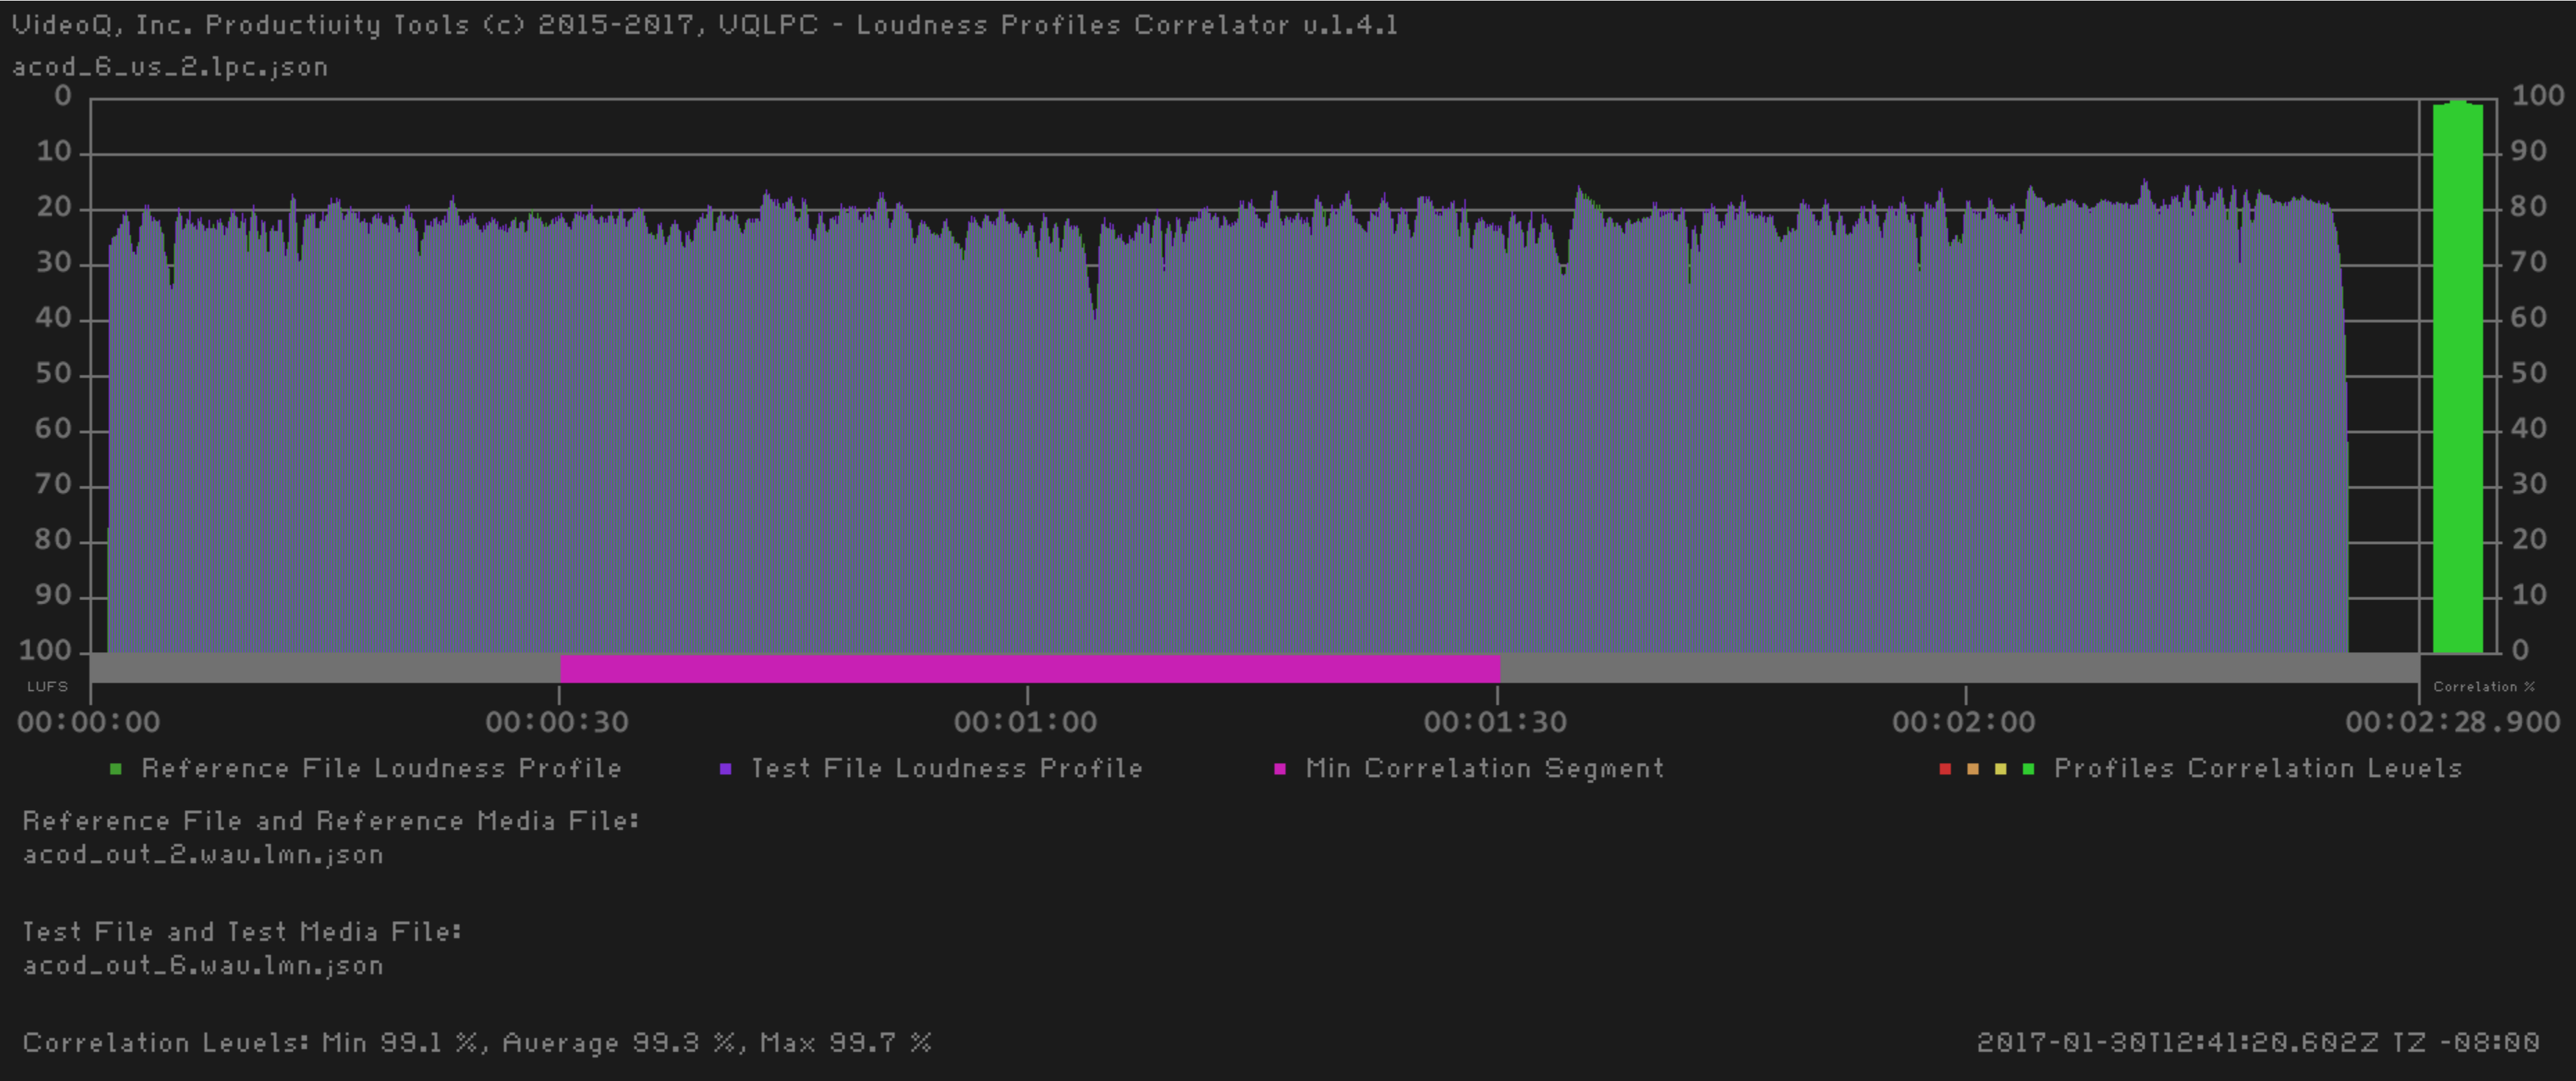 VideoQ, Inc. Productivity Tools (c) 2015-2017, VQLPC - Loudness Profiles Correlator v.1.4.1
acod_6_us_2.lpc.json
0
10
20
30
40
50
60
70
80
90
100
LUFS
100
90
80
70
60
50
40
30
20
10
0
Correlation %
00:00:00 00:00:30 00:01:00 00:01:30 00:02:00 00:02:28.900
Reference File Loudness Profile Test File Loudness Profile Min Correlation Segment Profiles Correlation Levels
Reference File and Reference Media File:
acod_out_2.wav.lmn.json
Test File and Test Media File:
acod_out_6.wav.lmn.json
Correlation Levels: Min 99.1 %, Average 99.3 %, Max 99.7 % 2017-01-30T12:41:20.602Z TZ -08:00